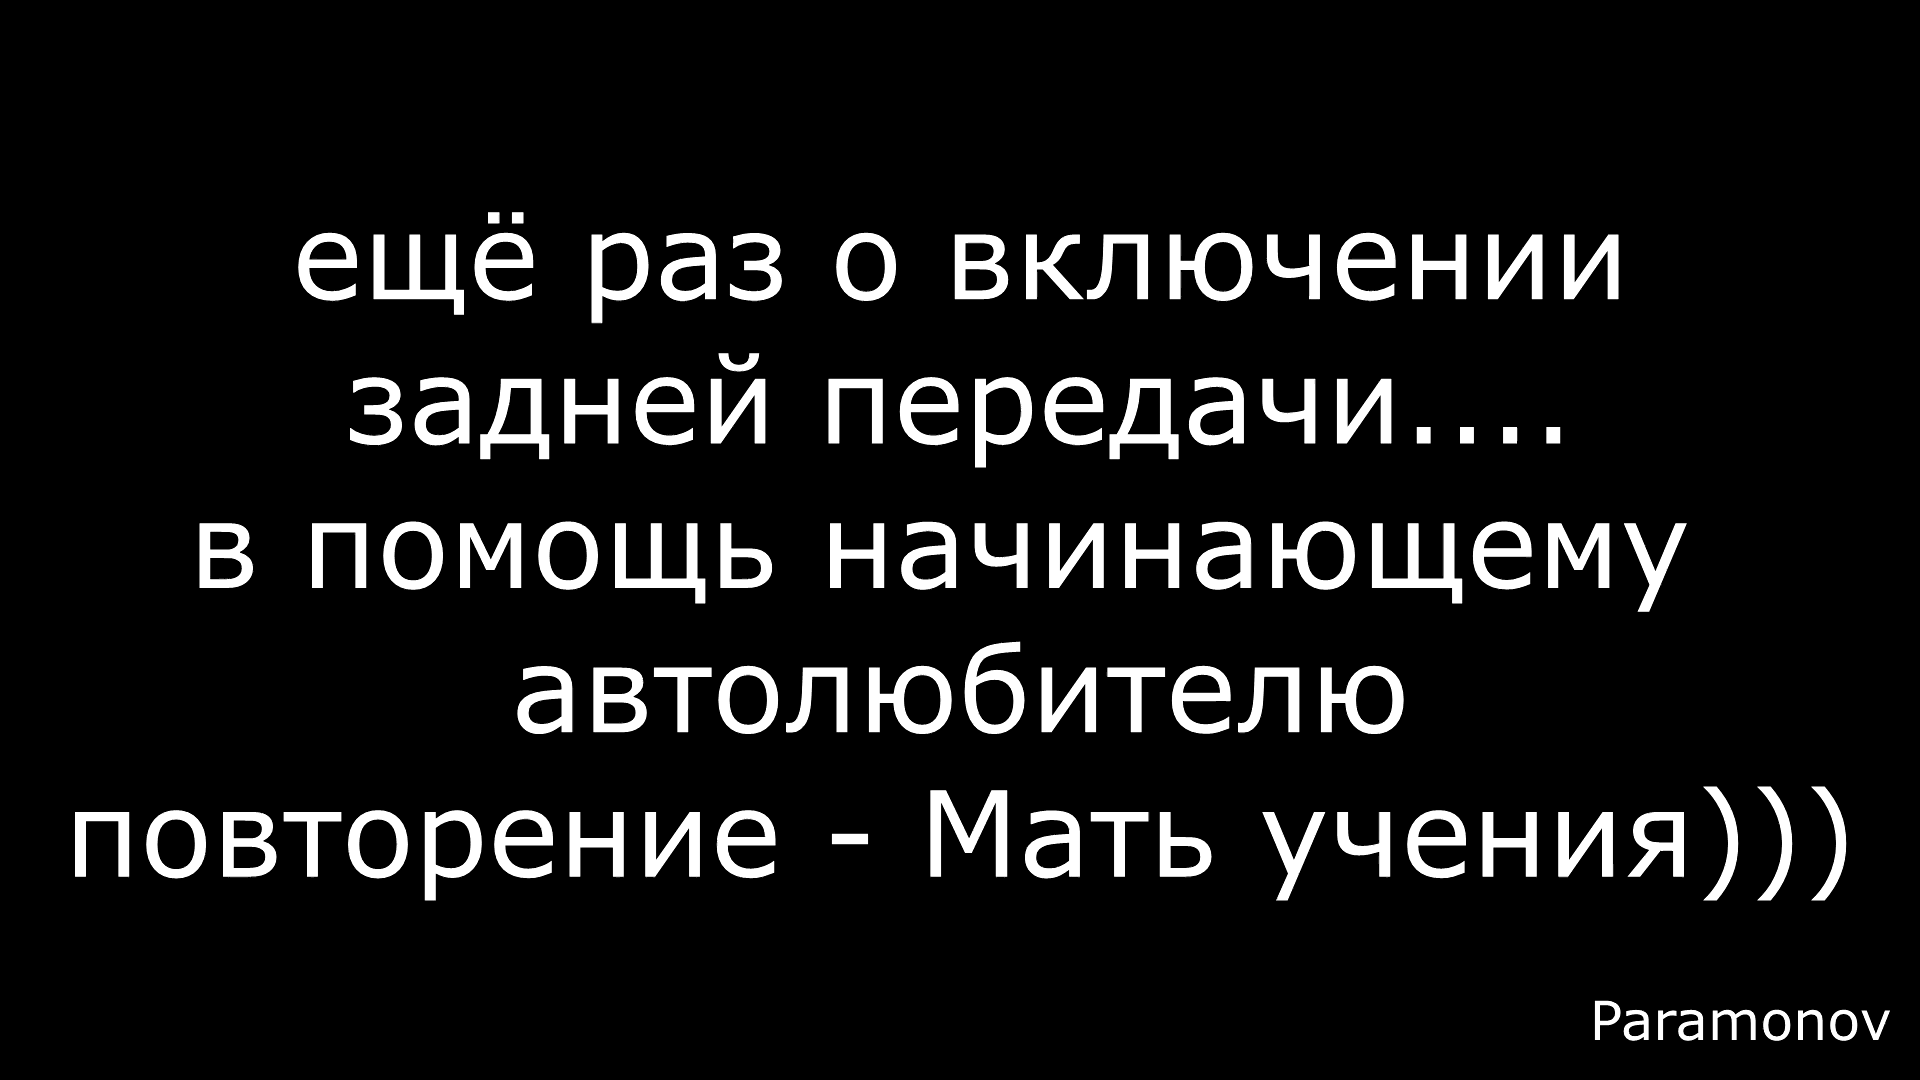 ещё раз о включении
задней передачи....
в помощь начинающему
автолюбителю
повторение - Мать учения)))
Paramonov